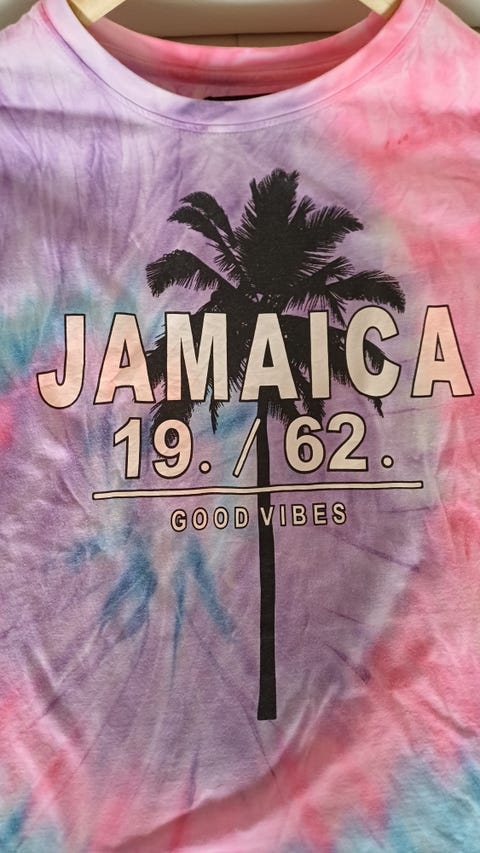 JAMAICA
19. / 62.
GOOD VIBES